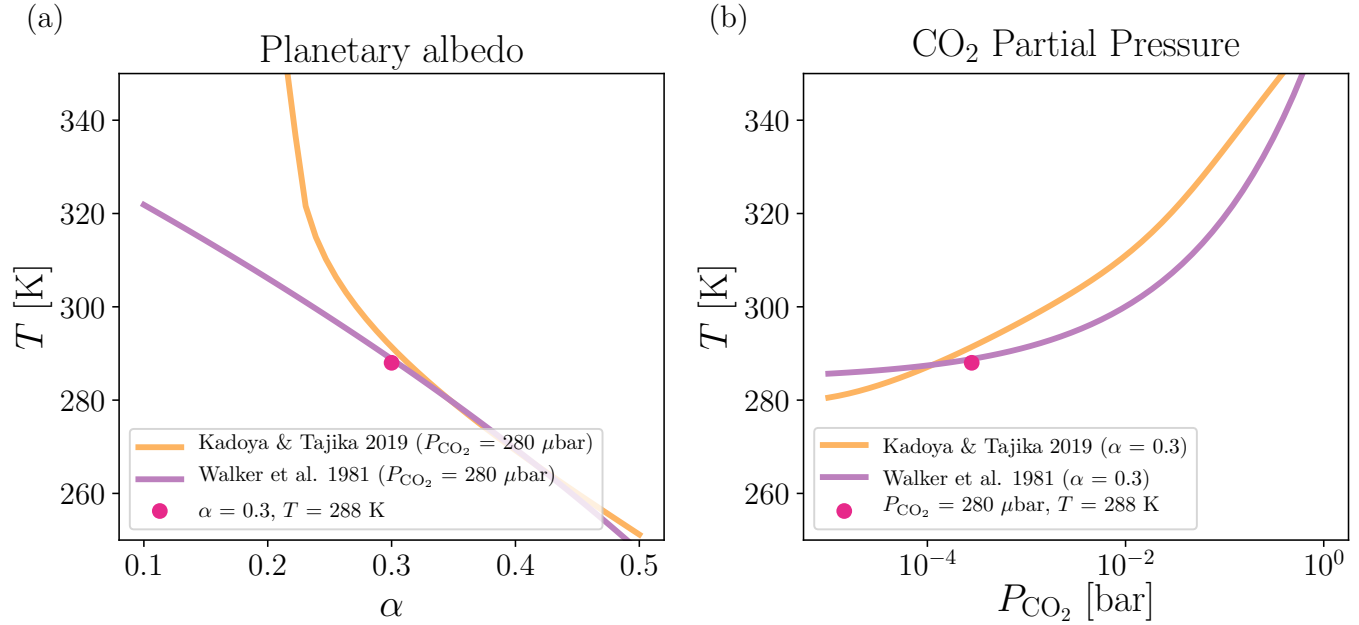 (a)
Planetary albedo
T [K]
340
320
300
280
260
Kadoya & Tajika 2019 (P_CO₂ = 280 μbar)
Walker et al. 1981 (P_CO₂ = 280 μbar)
α = 0.3, T = 288 K
0.1 0.2 0.3 0.4 0.5
α
(b)
CO₂ Partial Pressure
T [K]
340
320
300
280
260
Kadoya & Tajika 2019 (α = 0.3)
Walker et al. 1981 (α = 0.3)
P_CO₂ = 280 μbar, T = 288 K
10⁻⁴ 10⁻² 10⁰
P_CO₂ [bar]